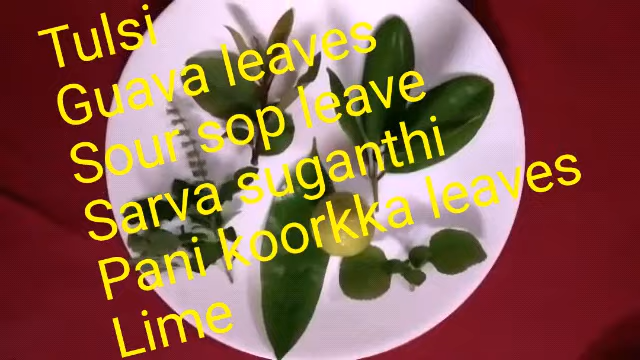 Tulsi
Guava leaves
Sour sop leave
Sarva suganthi
Pani koorkka leaves
Lime